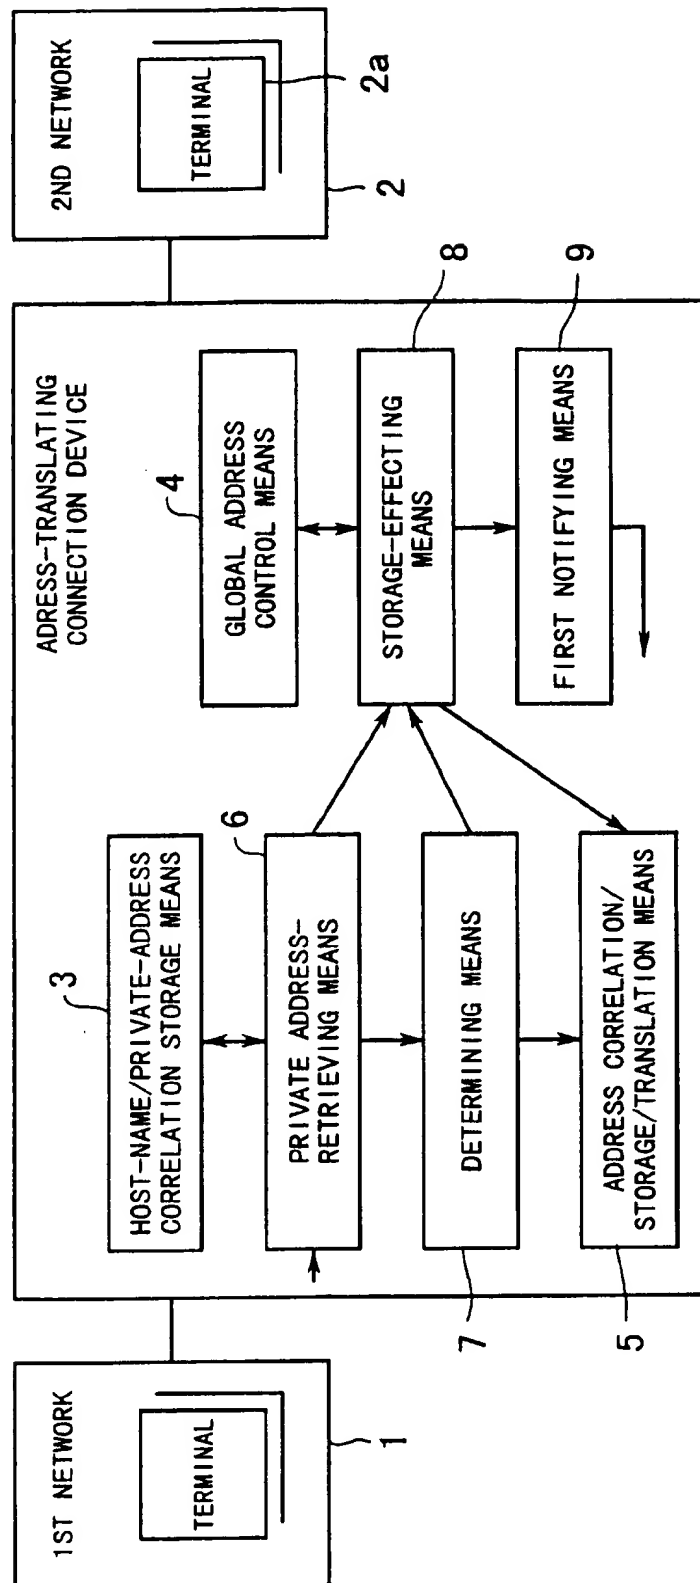 1ST NETWORK
TERMINAL
1
ADRESS-TRANSLATING
CONNECTION DEVICE
3
HOST-NAME/PRIVATE-ADDRESS
CORRELATION STORAGE MEANS
6
PRIVATE ADDRESS-
RETRIEVING MEANS
DETERMINING MEANS
7
ADDRESS CORRELATION/
STORAGE/TRANSLATION MEANS
5
4
GLOBAL ADDRESS
CONTROL MEANS
STORAGE-EFFECTING
MEANS
8
FIRST NOTIFYING MEANS
9
2ND NETWORK
TERMINAL
2a
2